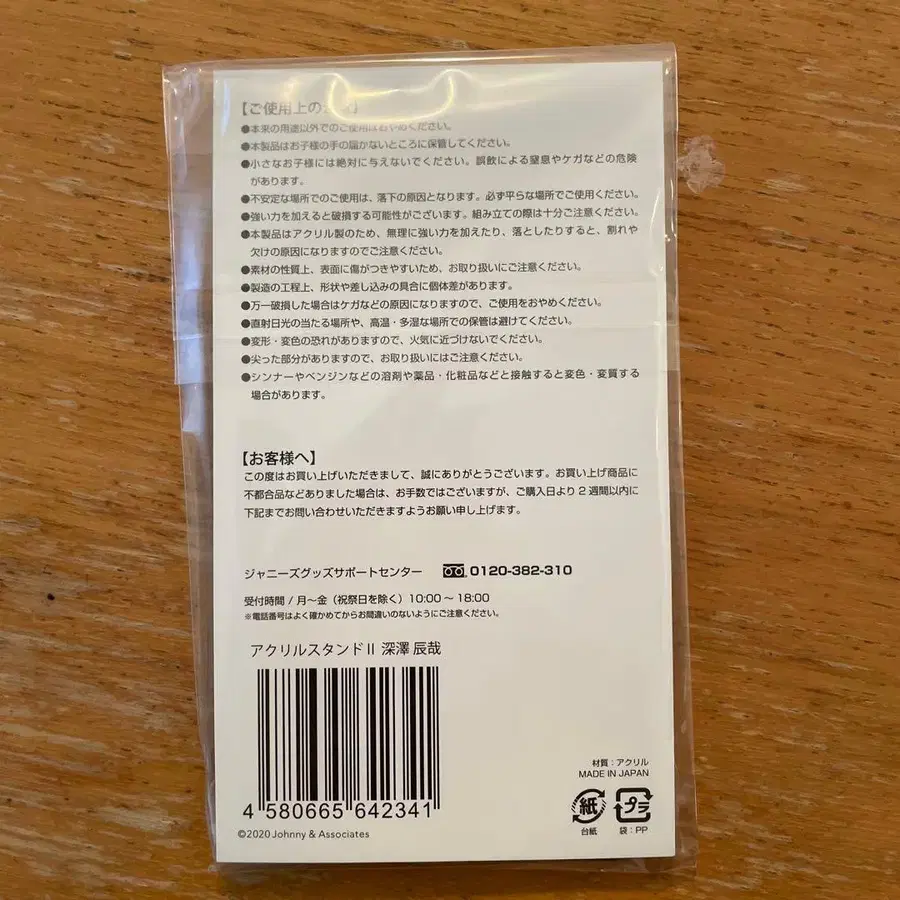 【ご使用上の
●本来の用途以外でのご使用はおやめください。
●本製品はお子様の手の届かないところに保管してください。
●小さなお子様には絶対に与えないでください。誤飲による窒息やケガなどの危険
があります。
●不安定な場所でのご使用は、落下の原因となります。必ず平らな場所でご使用ください。
●強い力を加えると破損する可能性がございます。組み立ての際は十分ご注意ください。
●本製品はアクリル製のため、無理に強い力を加えたり、落としたりすると、割れや
欠けの原因になりますのでご注意ください。
●素材の性質上、表面に傷がつきやすいため、お取り扱いにご注意ください。
●製造の工程上、形状や差し込みの具合に個体差があります。
●万一破損した場合はケガなどの原因になりますので、ご使用をおやめください。
●直射日光の当たる場所や、高温・多湿な場所での保管は避けてください。
●変形・変色の恐れがありますので、火気に近づけないでください。
●尖った部分がありますので、お取り扱いにはご注意ください。
●シンナーやベンジンなどの溶剤や薬品・化粧品などと接触すると変色・変質する
場合があります。
【お客様へ】
この度はお買い上げいただきまして、誠にありがとうございます。お買い上げ商品に
不都合品などありました場合は、お手数ではございますが、ご購入日より2週間以内に
下記までお問い合わせいただきますようお願い申し上げます。
ジャニーズグッズサポートセンター 0120-382-310
受付時間 / 月〜金（祝祭日を除く）10:00〜18:00
※電話番号はよく確かめてからお間違いのないようにご注意ください。
アクリルスタンドⅡ 深澤 辰哉
4 580665 642341
©2020 Johnny & Associates
材質：アクリル
MADE IN JAPAN
紙
台紙
プラ
袋：PP